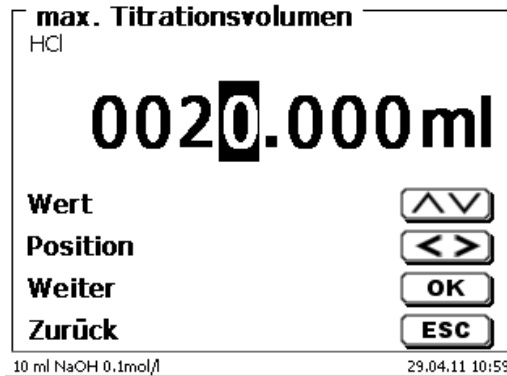 max. Titrationsvolumen
HCl
0020.000ml
Wert
Position
Weiter OK
Zurück ESC
10 ml NaOH 0.1mol/l 29.04.11 10:59